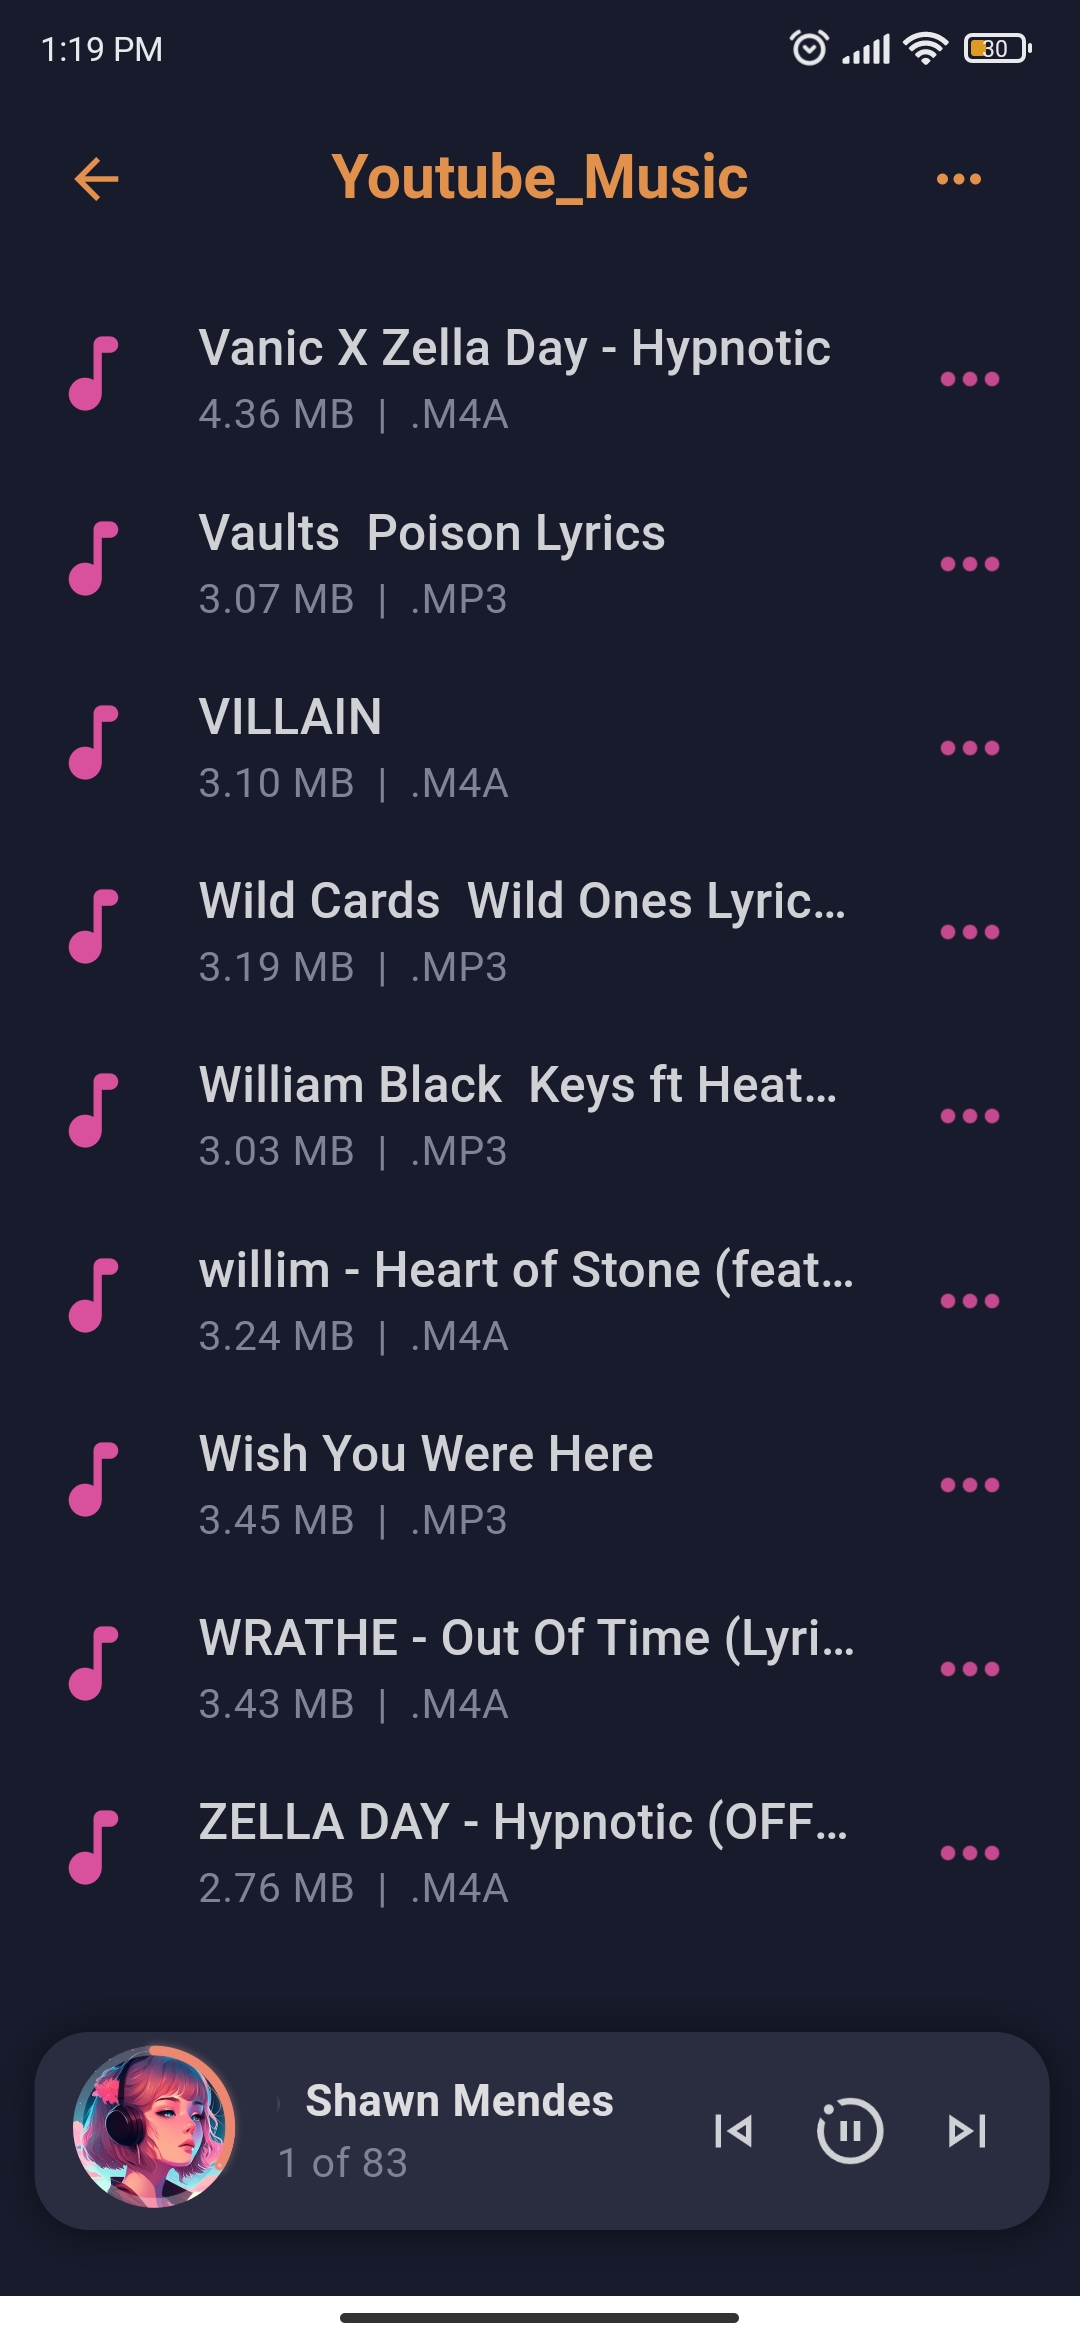 1:19 PM
30
Youtube_Music
Vanic X Zella Day - Hypnotic
4.36 MB | .M4A
Vaults  Poison Lyrics
3.07 MB | .MP3
VILLAIN
3.10 MB | .M4A
Wild Cards  Wild Ones Lyric...
3.19 MB | .MP3
William Black  Keys ft Heat...
3.03 MB | .MP3
willim - Heart of Stone (feat...
3.24 MB | .M4A
Wish You Were Here
3.45 MB | .MP3
WRATHE - Out Of Time (Lyri...
3.43 MB | .M4A
ZELLA DAY - Hypnotic (OFF...
2.76 MB | .M4A
Shawn Mendes
1 of 83